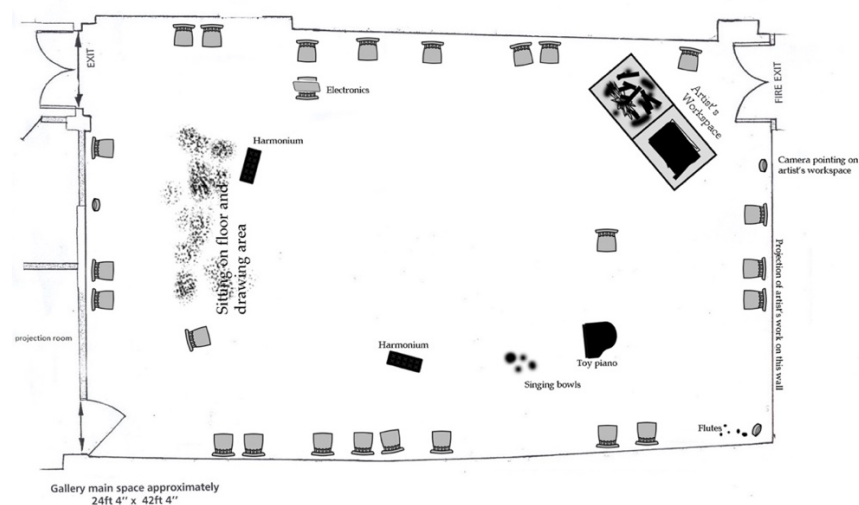 EXIT
Electronics
Harmonium
Artist's
Workspace
FIRE EXIT
Camera pointing on
artist's workspace
Sitting on floor and
drawing area
Projection of artist's work on this wall
projection room
Harmonium
Toy piano
Singing bowls
Flutes
Gallery main space approximately
24ft 4" x 42ft 4"